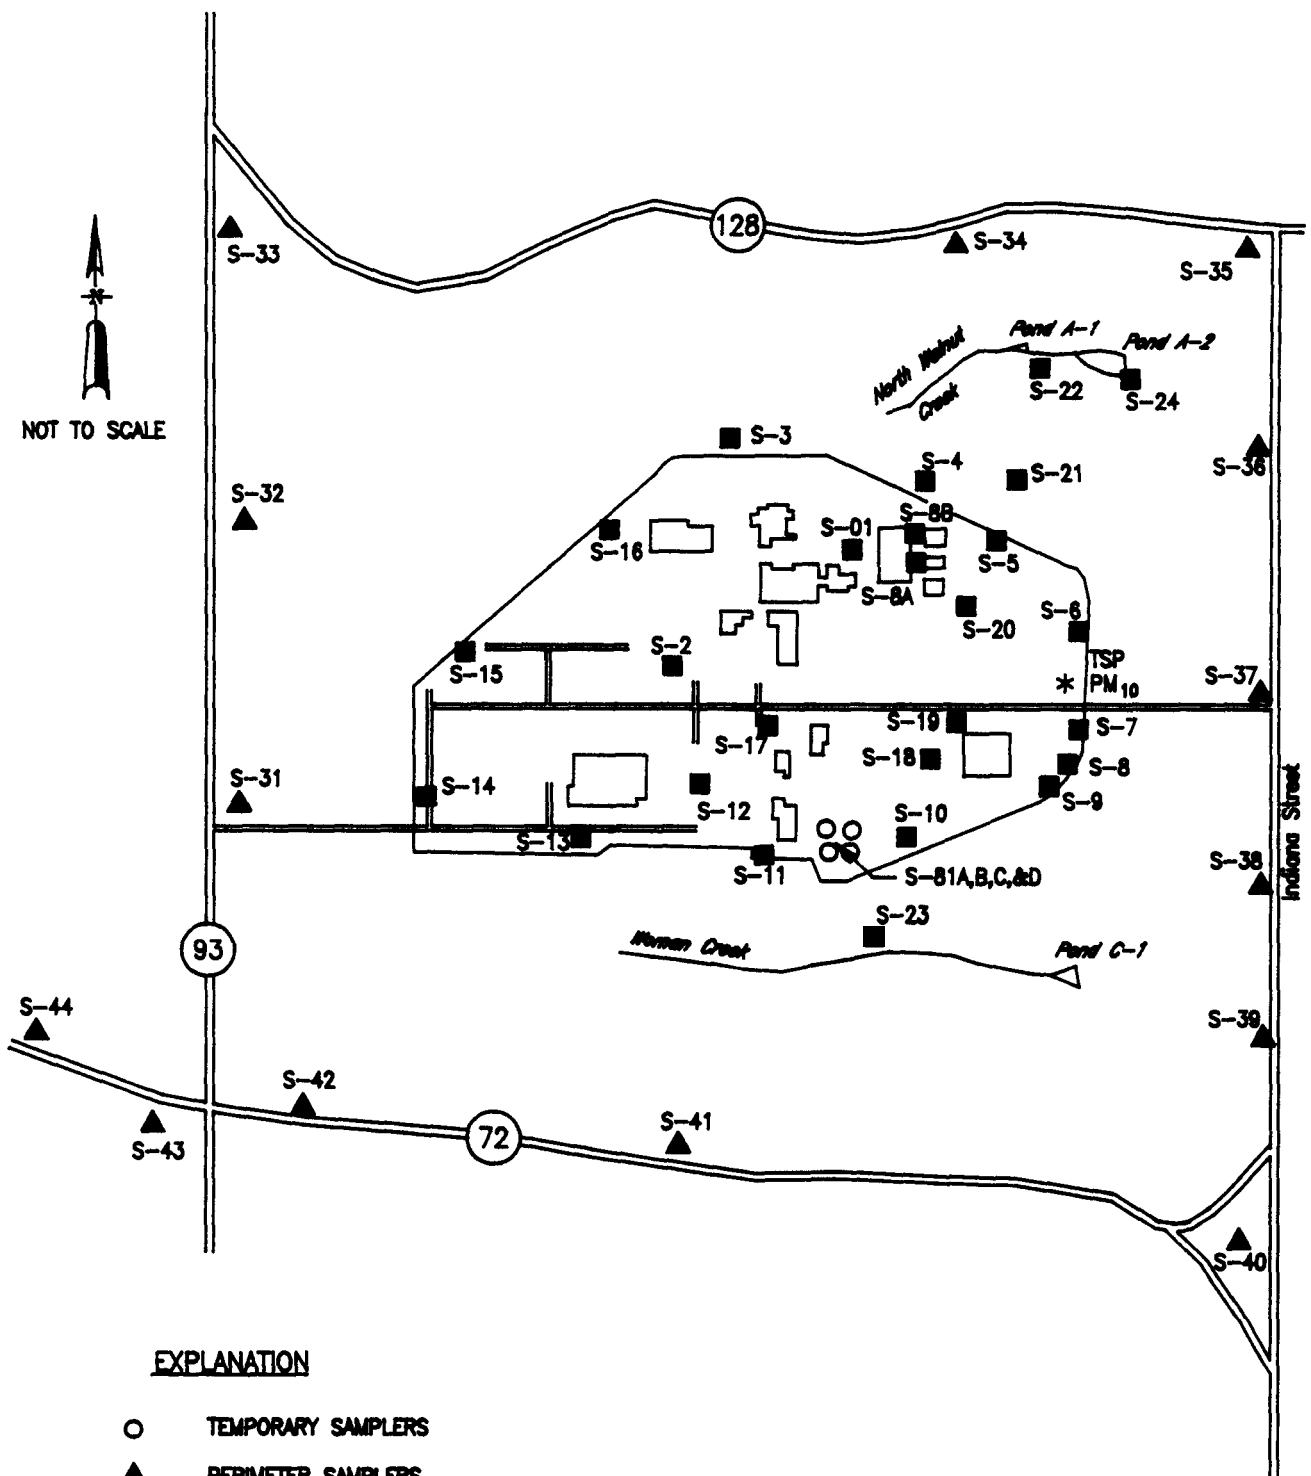 128
S-33
S-34
S-35
N
Pond A-1
Pond A-2
North Walnut
Creek
S-22
S-24
NOT TO SCALE
S-3
S-4
S-21
S-36
S-32
S-8B
S-01
S-16
S-5
S-8A
S-6
S-20
S-2
TSP
PM10
S-15
S-37
S-19
S-7
S-17
S-18
S-8
S-31
S-14
S-12
S-9
S-10
S-13
Indiana Street
S-11
S-38
S-81A,B,C,&D
S-23
Woman Creek
Pond C-1
93
S-44
S-39
S-42
72
S-41
S-43
S-40
EXPLANATION
TEMPORARY SAMPLERS
PERIMETER SAMPLERS